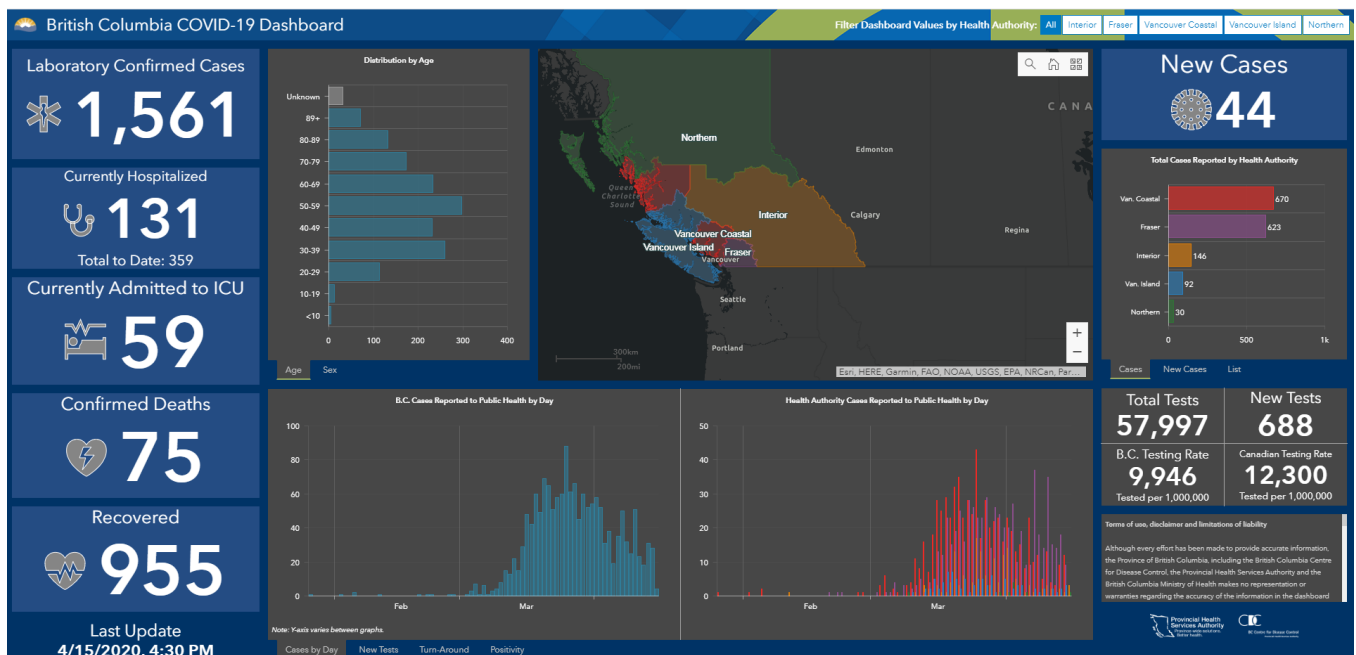 British Columbia COVID-19 Dashboard
Filter Dashboard Values by Health Authority: All Interior Fraser Vancouver Coastal Vancouver Island Northern
Laboratory Confirmed Cases
1,561
Currently Hospitalized
131
Total to Date: 359
Currently Admitted to ICU
59
Confirmed Deaths
75
Recovered
955
Last Update
4/15/2020, 4:30 PM
Distribution by Age
Unknown
89+
80-89
70-79
60-69
50-59
40-49
30-39
20-29
10-19
<10
0 100 200 300 400
Age Sex
CANA
Northern
Edmonton
Queen
Charlotte
Sound
Interior
Calgary
Vancouver Coastal
Regina
Vancouver Island
Fraser
Vancouver
Seattle
Portland
300km
200mi
+
−
Esri, HERE, Garmin, FAO, NOAA, USGS, EPA, NRCan, Par...
New Cases
44
Total Cases Reported by Health Authority
Van. Coastal 670
Fraser 623
Interior 146
Van. Island 92
Northern 30
0 500 1k
Cases New Cases List
B.C. Cases Reported to Public Health by Day
100
80
60
40
20
0
Feb Mar
Note: Y-axis varies between graphs.
Cases by Day New Tests Turn-Around Positivity
Health Authority Cases Reported to Public Health by Day
50
40
30
20
10
0
Feb Mar
Total Tests
57,997
New Tests
688
B.C. Testing Rate
9,946
Tested per 1,000,000
Canadian Testing Rate
12,300
Tested per 1,000,000
Terms of use, disclaimer and limitations of liability
Although every effort has been made to provide accurate information,
the Province of British Columbia, including the British Columbia Centre
for Disease Control, the Provincial Health Services Authority and the
British Columbia Ministry of Health makes no representation or
warranties regarding the accuracy of the information in the dashboard
Provincial Health
Services Authority
Province-wide solutions.
Better health.
BC Centre for Disease Control